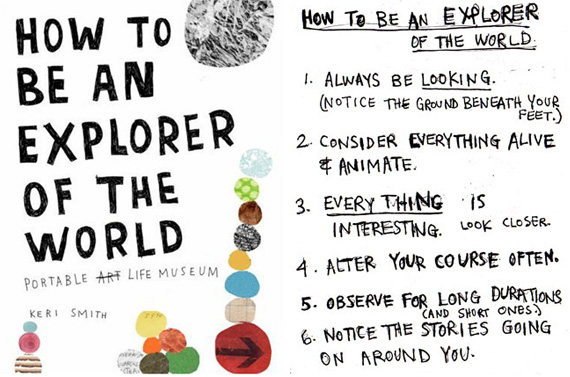 HOW TO
BE AN
EXPLORER
OF THE
WORLD
PORTABLE ART LIFE MUSEUM
KERI SMITH
HOW TO BE AN EXPLORER
OF THE WORLD.
1. ALWAYS BE LOOKING.
(NOTICE THE GROUND BENEATH YOUR
FEET.)
2. CONSIDER EVERYTHING ALIVE
& ANIMATE.
3. EVERYTHING IS
INTERESTING. LOOK CLOSER.
4. ALTER YOUR COURSE OFTEN.
5. OBSERVE FOR LONG DURATIONS
(AND SHORT ONES.)
6. NOTICE THE STORIES GOING
ON AROUND YOU.